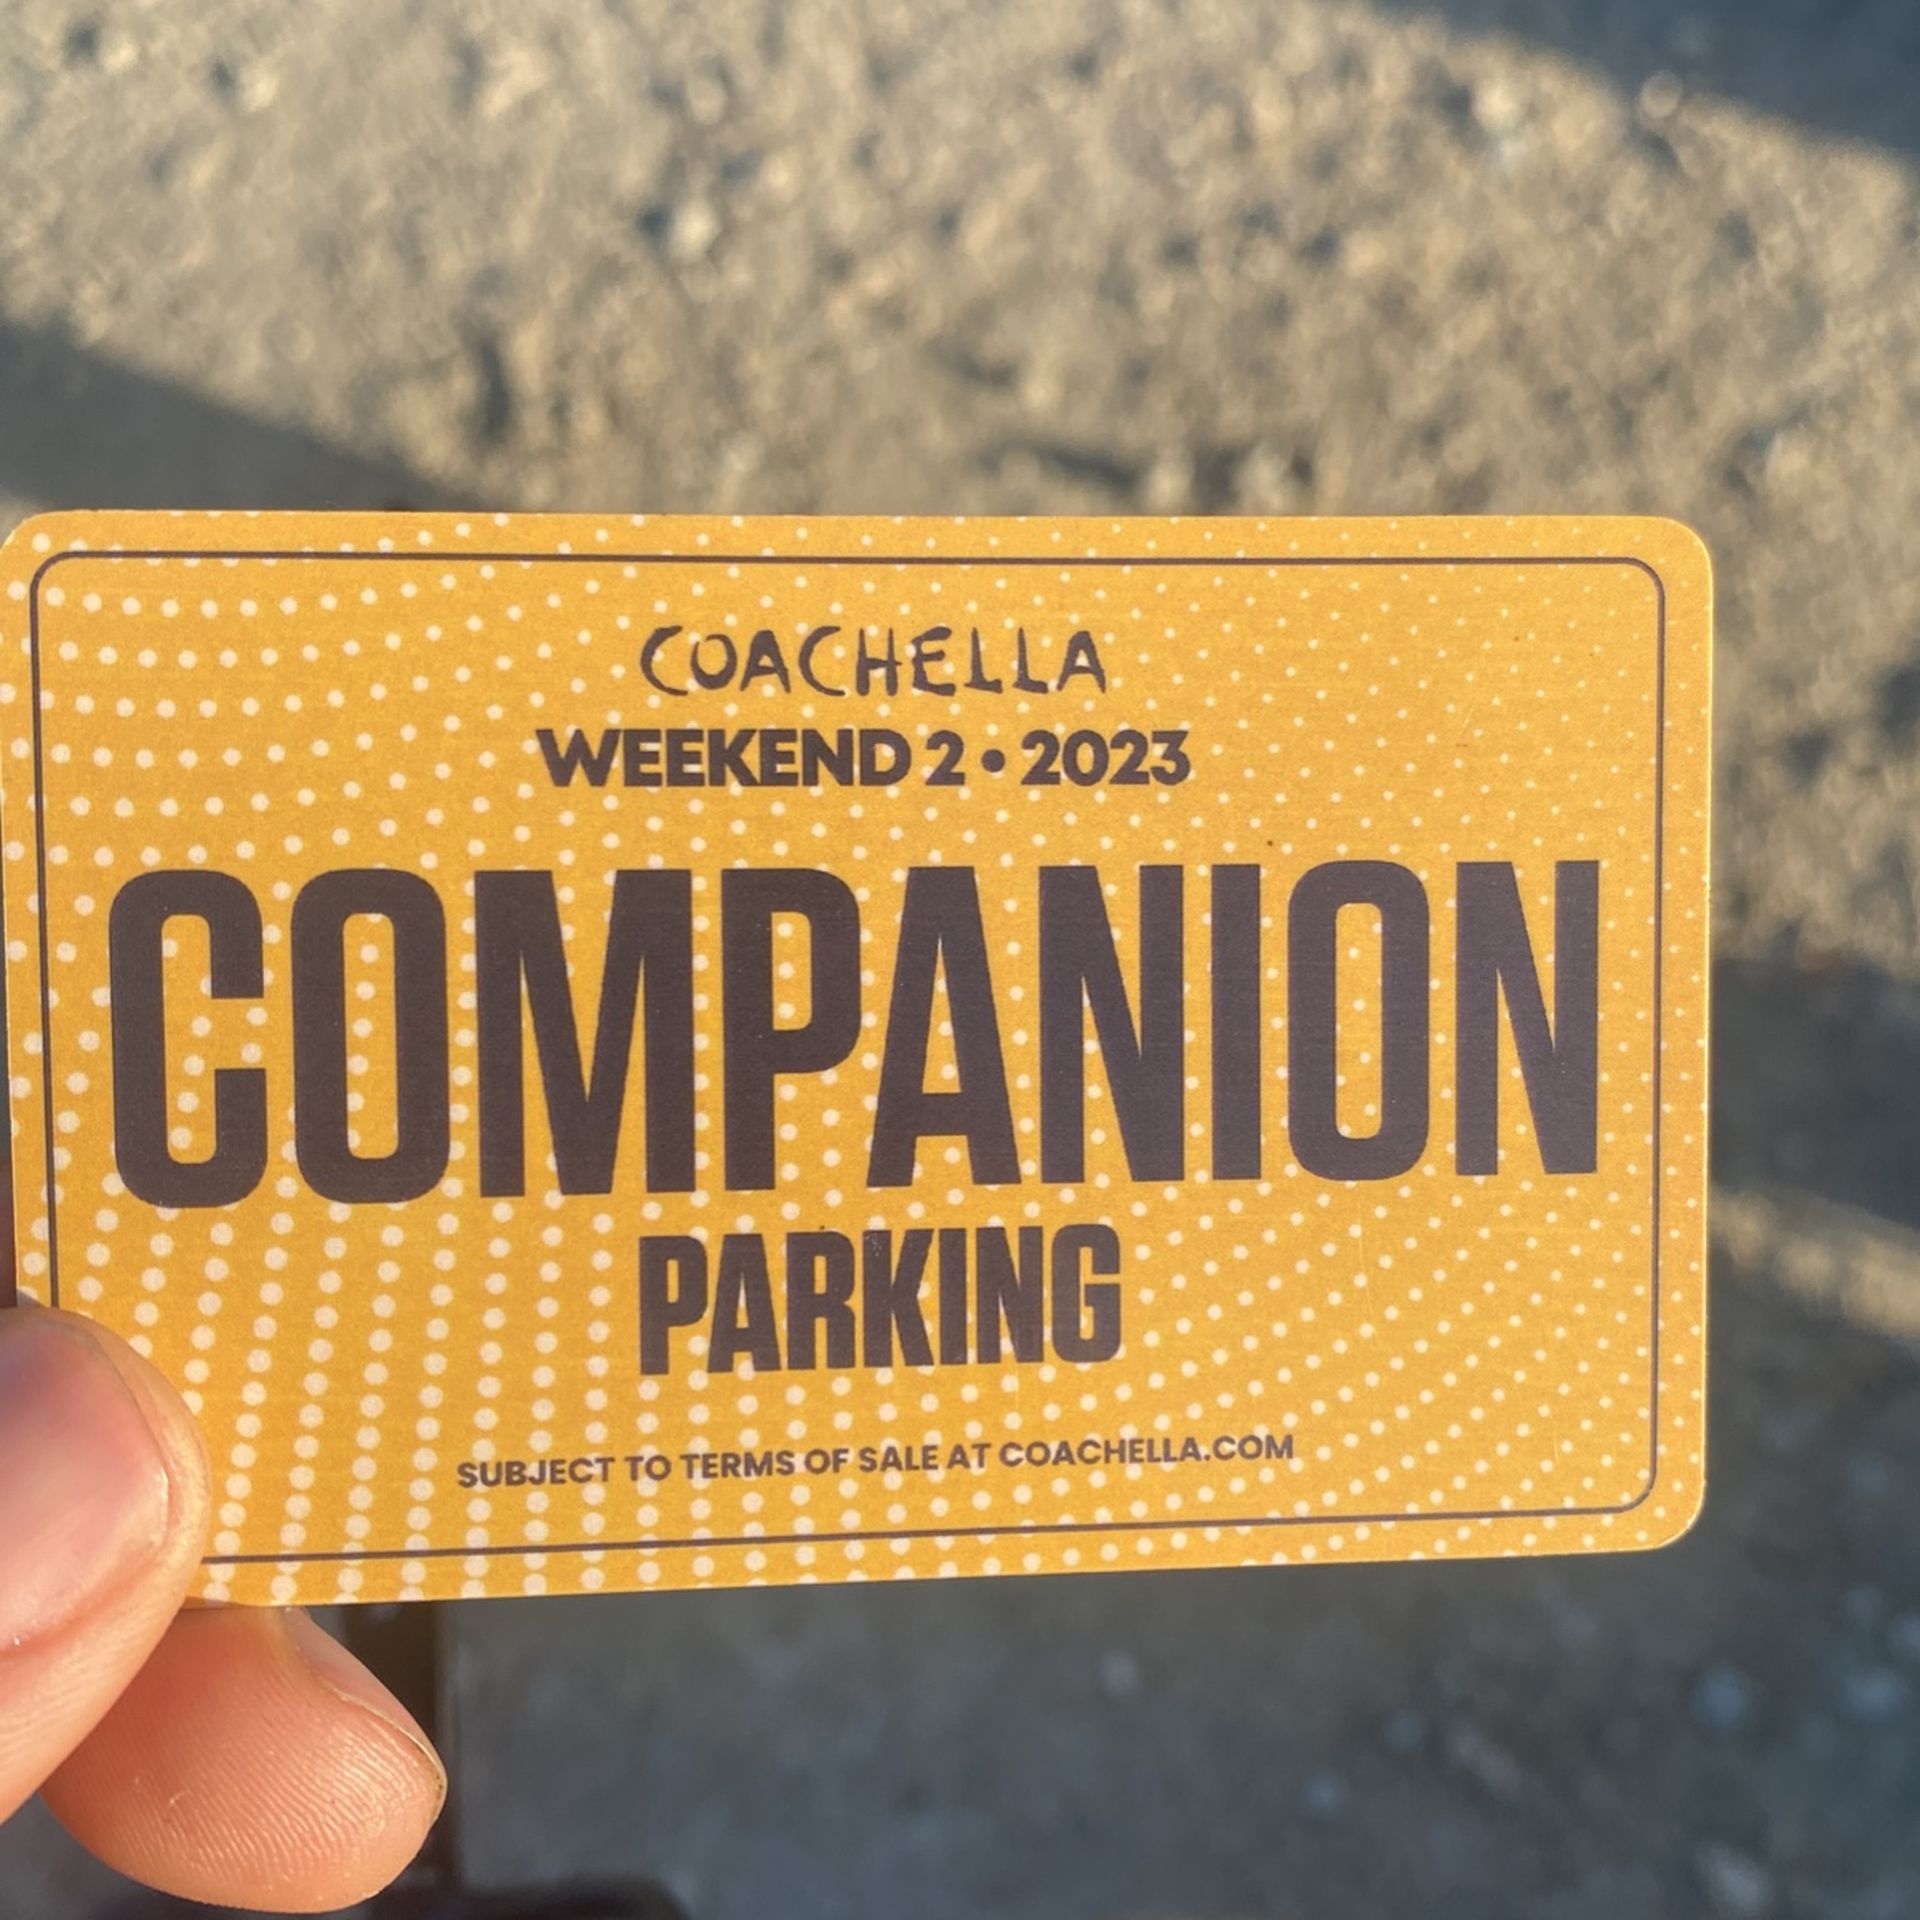 COACHELLA
WEEKEND 2 • 2023
COMPANION
PARKING
SUBJECT TO TERMS OF SALE AT COACHELLA.COM